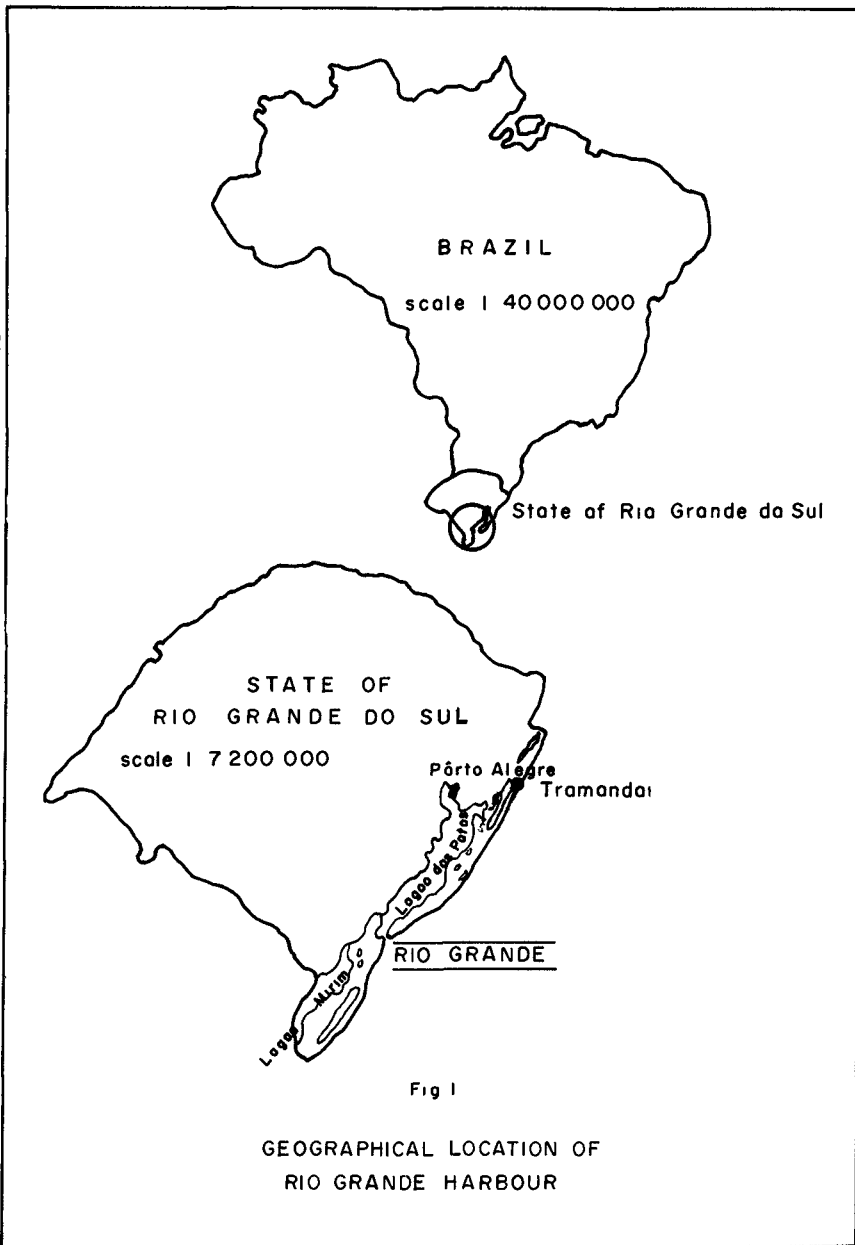 BRAZIL
scale 1 40 000 000
State of Rio Grande do Sul
STATE OF
RIO GRANDE DO SUL
scale 1 7 200 000
Pôrto Alegre
Tramandaı
Lagoa dos Patos
RIO GRANDE
Lagoa Mirim
Fig 1
GEOGRAPHICAL LOCATION OF
RIO GRANDE HARBOUR